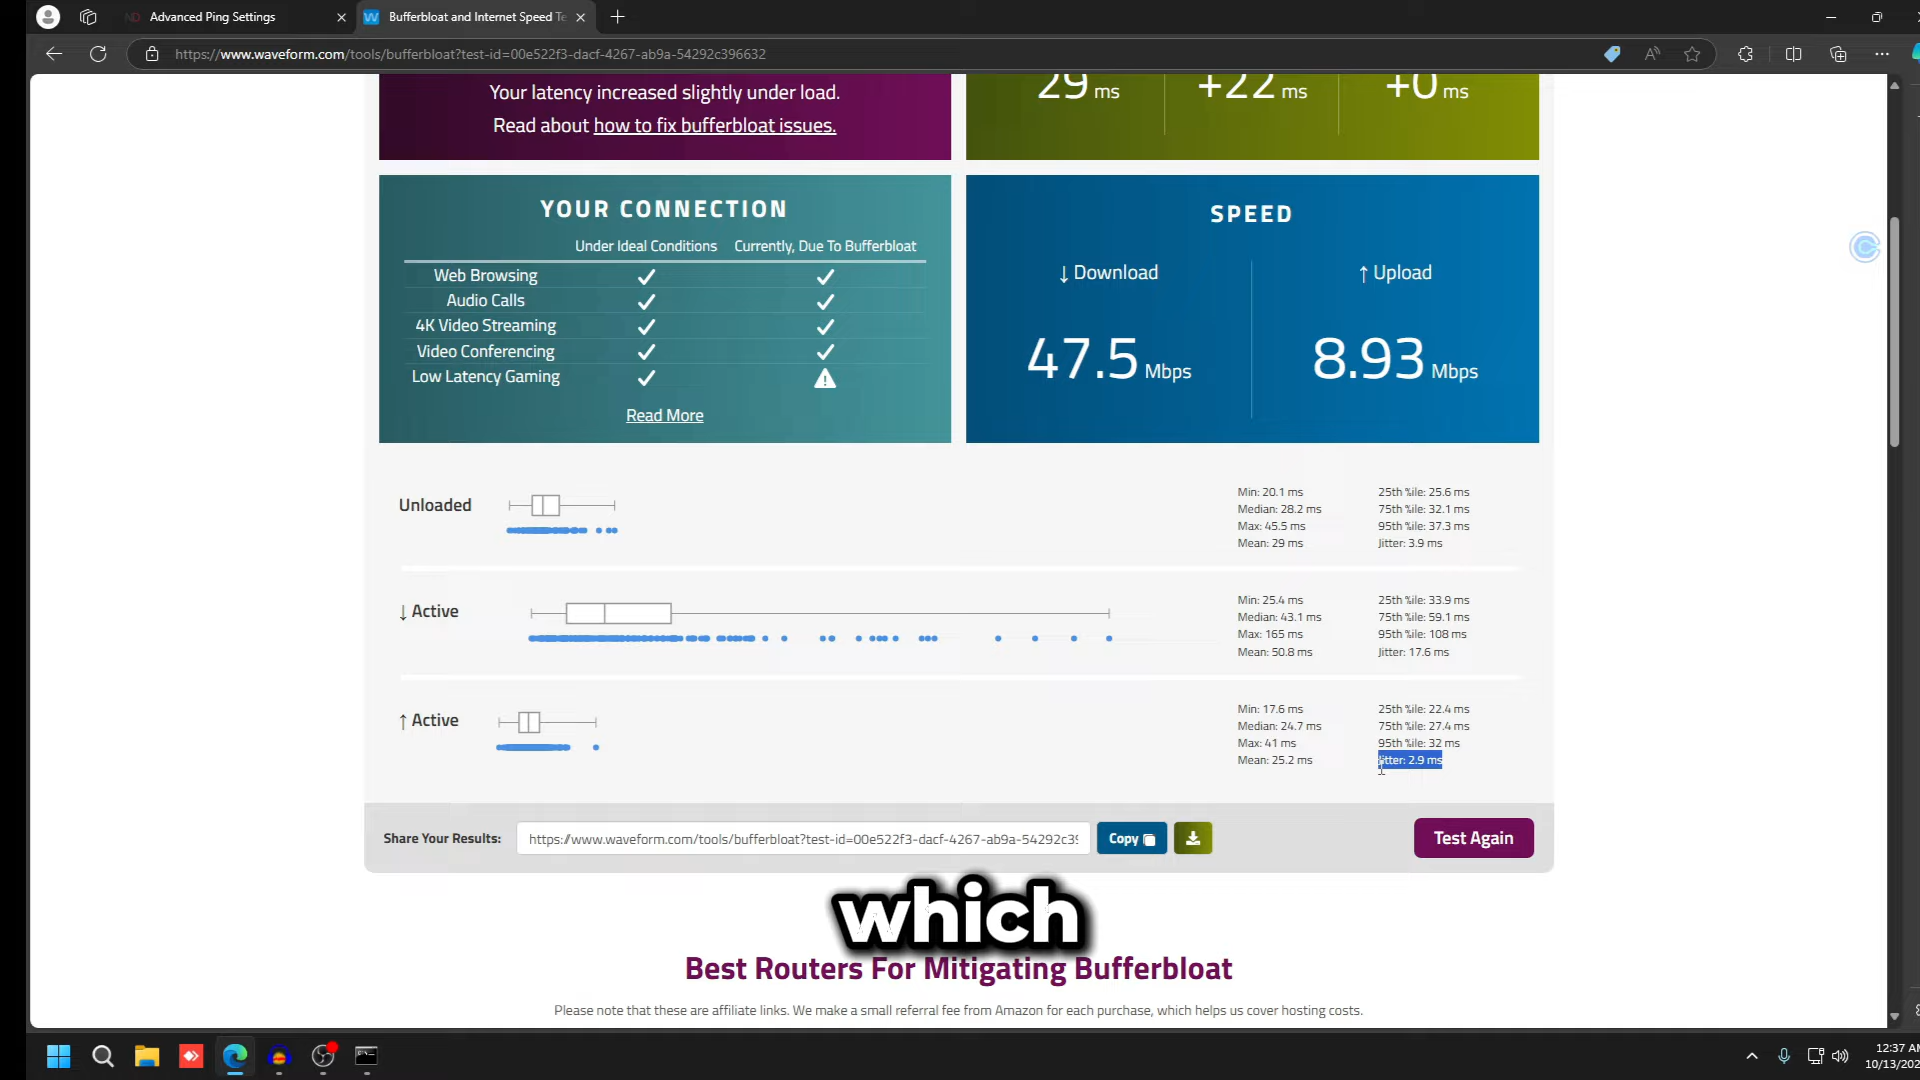 Advanced Ping Settings
Bufferbloat and Internet Speed Te
https://www.waveform.com/tools/bufferbloat?test-id=00e522f3-dacf-4267-ab9a-54292c396632
Your latency increased slightly under load.
Read about how to fix bufferbloat issues.
29 ms
+22 ms
+0 ms
YOUR CONNECTION
Under Ideal Conditions
Currently, Due To Bufferbloat
Web Browsing
Audio Calls
4K Video Streaming
Video Conferencing
Low Latency Gaming
Read More
SPEED
↓ Download
↑ Upload
47.5 Mbps
8.93 Mbps
Unloaded
Min: 20.1 ms
Median: 28.2 ms
Max: 45.5 ms
Mean: 29 ms
25th %ile: 25.6 ms
75th %ile: 32.1 ms
95th %ile: 37.3 ms
Jitter: 3.9 ms
↓ Active
Min: 25.4 ms
Median: 43.1 ms
Max: 165 ms
Mean: 50.8 ms
25th %ile: 33.9 ms
75th %ile: 59.1 ms
95th %ile: 108 ms
Jitter: 17.6 ms
↑ Active
Min: 17.6 ms
Median: 24.7 ms
Max: 41 ms
Mean: 25.2 ms
25th %ile: 22.4 ms
75th %ile: 27.4 ms
95th %ile: 32 ms
Jitter: 2.9 ms
Share Your Results:
https://www.waveform.com/tools/bufferbloat?test-id=00e522f3-dacf-4267-ab9a-54292c39
Copy
Test Again
which
Best Routers For Mitigating Bufferbloat
Please note that these are affiliate links. We make a small referral fee from Amazon for each purchase, which helps us cover hosting costs.
12:37 AM
10/13/202